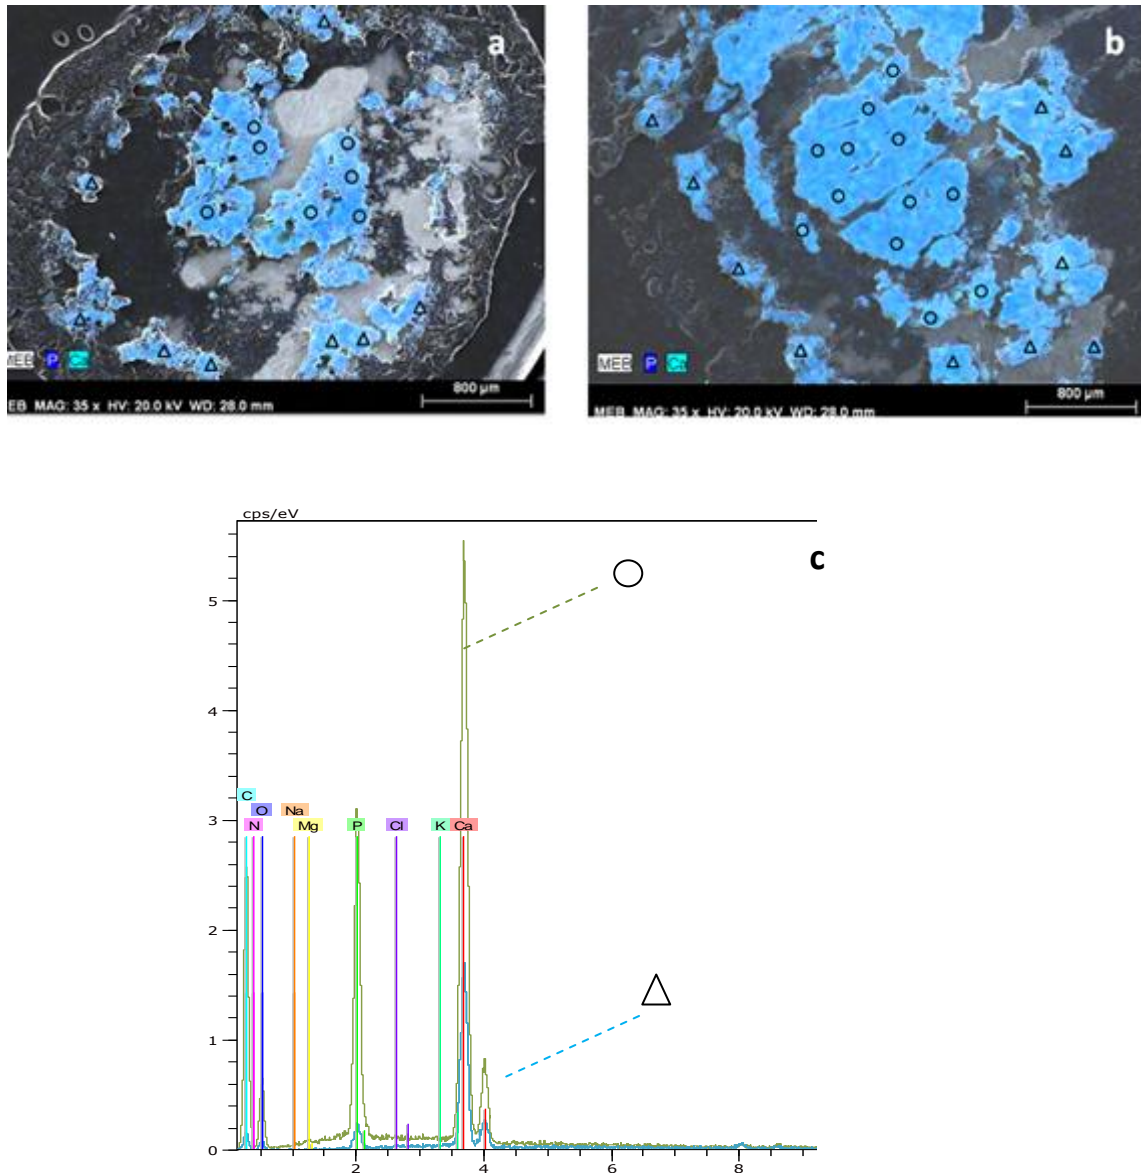 a
MEB P Ca
800 µm
EB MAG: 35 x HV: 20.0 kV WD: 28.0 mm
b
MEB P Ca
800 µm
MEB MAG: 35 x HV: 20.0 kV WD: 28.0 mm
cps/eV
c
5
4
3
C
O Na
N Mg P Cl K Ca
2
1
0
2 4 6 8